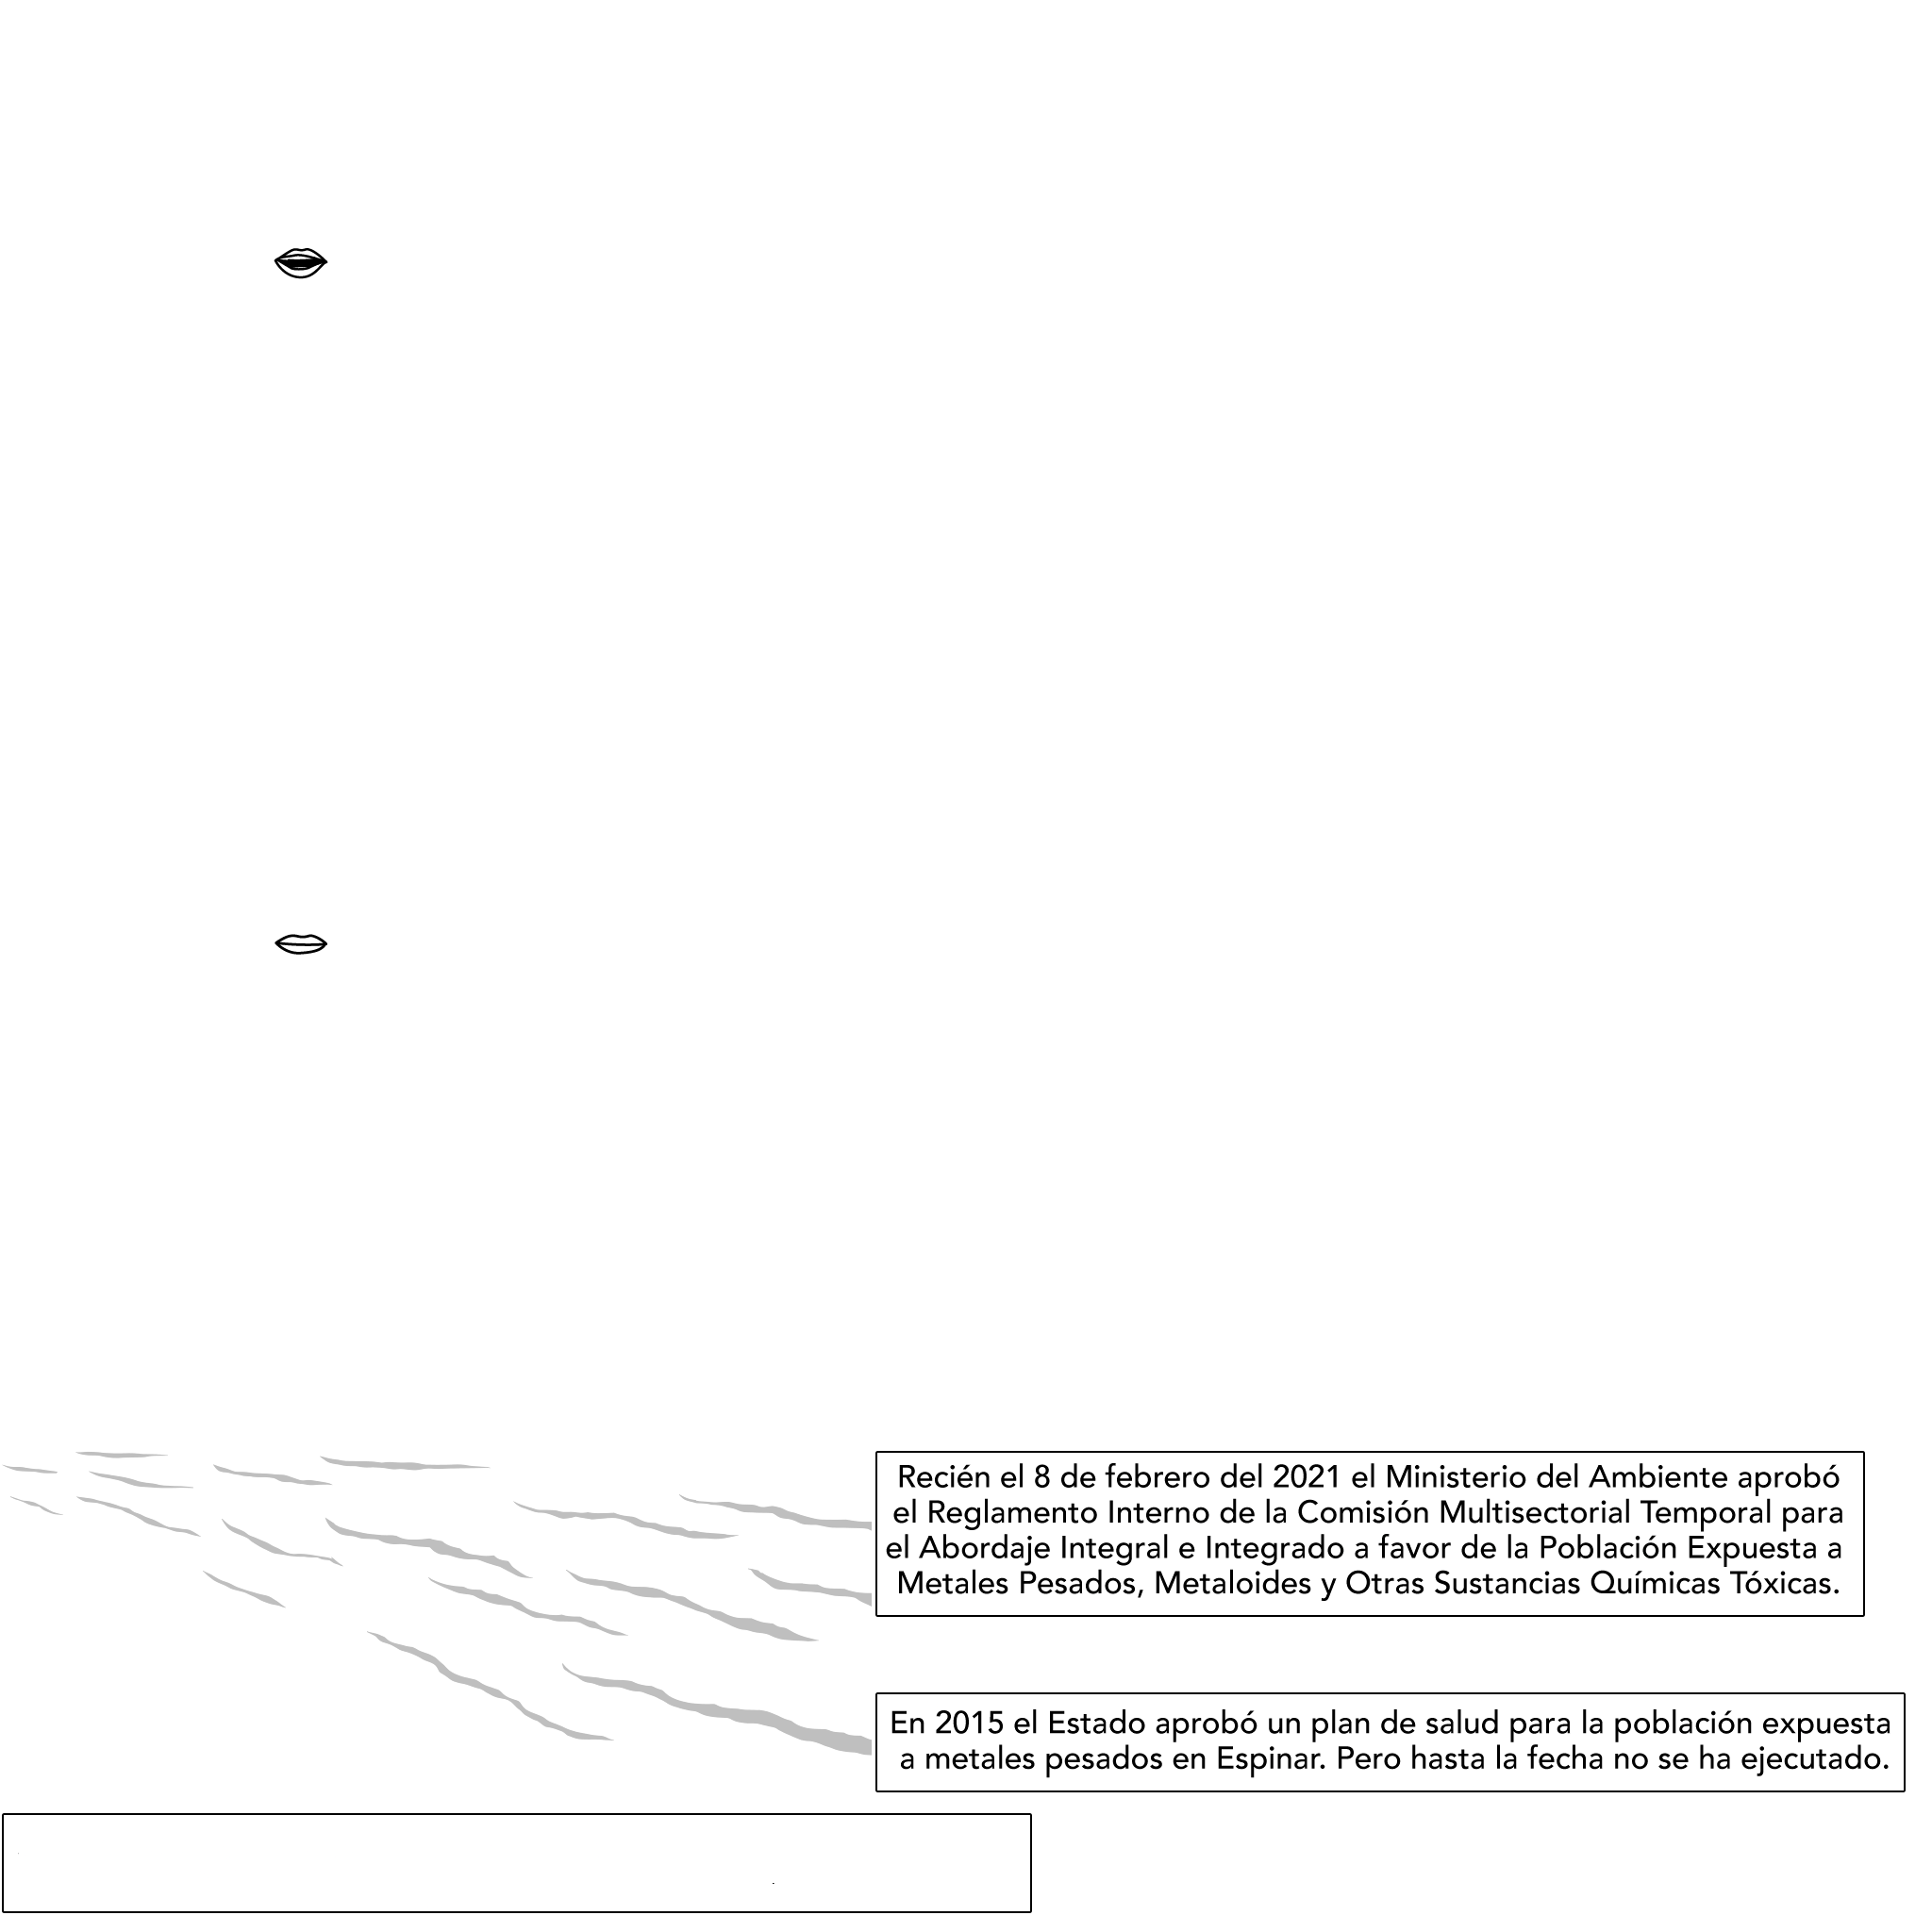 Recién el 8 de febrero del 2021 el Ministerio del Ambiente aprobó
el Reglamento Interno de la Comisión Multisectorial Temporal para
el Abordaje Integral e Integrado a favor de la Población Expuesta a
Metales Pesados, Metaloides y Otras Sustancias Químicas Tóxicas.
En 2015 el Estado aprobó un plan de salud para la población expuesta
a metales pesados en Espinar. Pero hasta la fecha no se ha ejecutado.